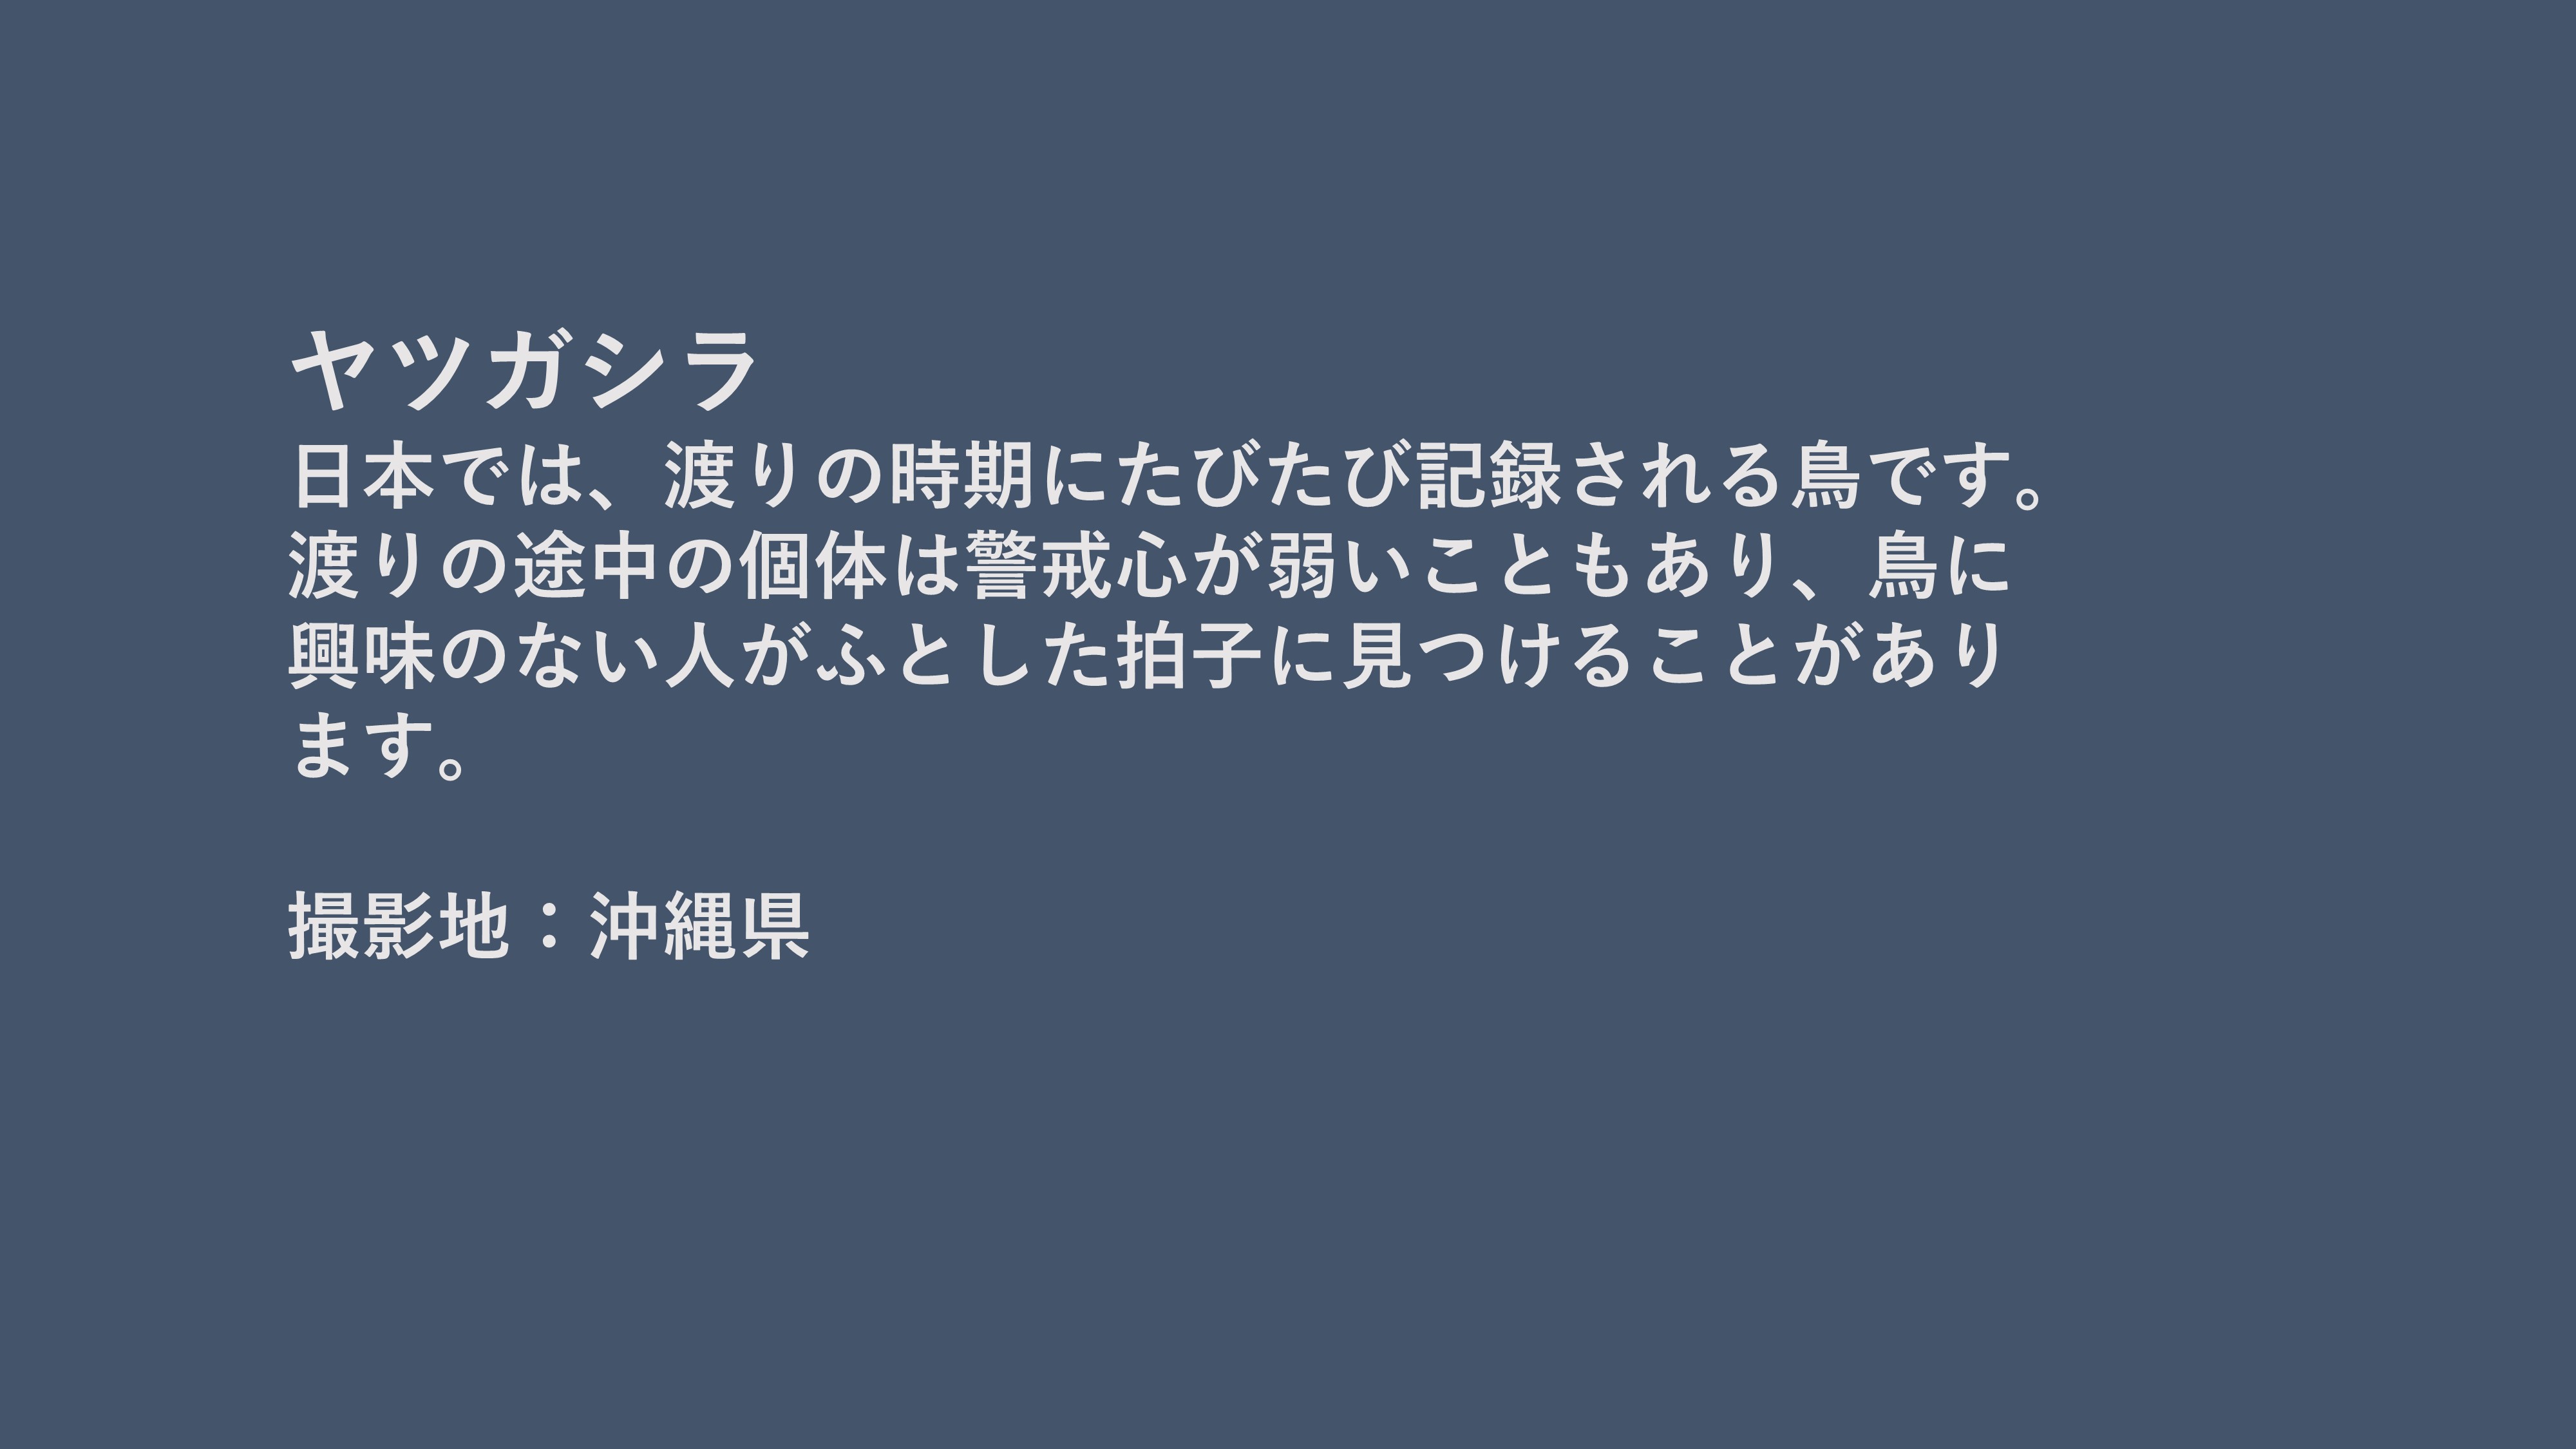 ヤツガシラ
日本では、渡りの時期にたびたび記録される鳥です。
渡りの途中の個体は警戒心が弱いこともあり、鳥に
興味のない人がふとした拍子に見つけることがあり
ます。
撮影地：沖縄県